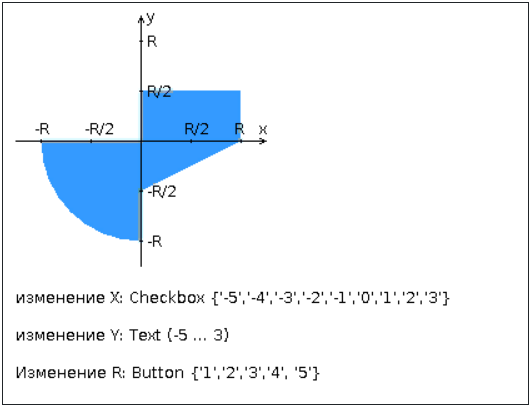 y
R
R/2
-R -R/2 R/2 R x
-R/2
-R
изменение X: Checkbox {'-5','-4','-3','-2','-1','0','1','2','3'}
изменение Y: Text (-5 ... 3)
Изменение R: Button {'1','2','3','4', '5'}